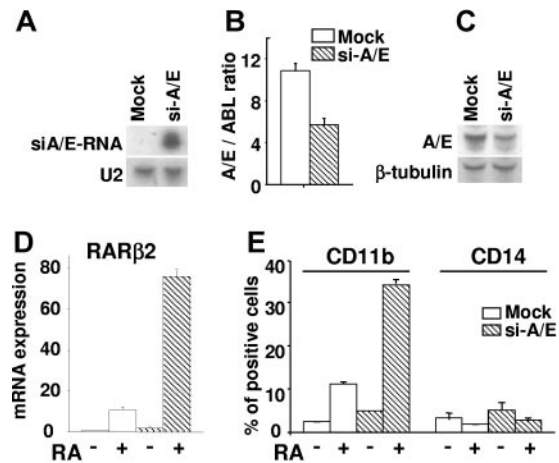 A
Mock
si-A/E
siA/E-RNA
U2
B
Mock
si-A/E
A/E / ABL ratio
12
8
4
0
C
Mock
si-A/E
A/E
β-tubulin
D
RARβ2
mRNA expression
80
60
40
20
0
RA - + - +
E
CD11b
CD14
Mock
si-A/E
% of positive cells
40
30
20
10
0
- + - + - + - +